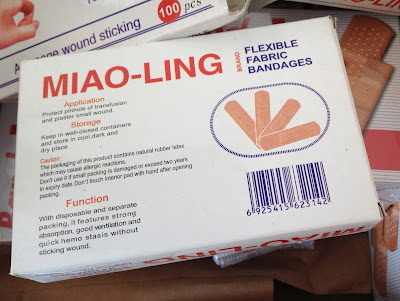 100 pcs
wound sticking
MIAO-LING
BRAND
FLEXIBLE
FABRIC
BANDAGES
Application
Protect pinhole of transfusion
and plaster small wound.
Storage
Keep in well-closed containers
and store in cool,dark and
dry place
Caution:
The packaging of this product contains natural rubber latex
which may cause allergic reactions.
Don't use it if small packing is damaged or exceed two years
in expiry date.Don't touch interior pad with hand after opening
packing.
Function
With disposable and separate
packing, it features strong
absorption, good ventilation and
quick hemo stasis without
sticking wound.
6 925413 623142
MIAO-LING